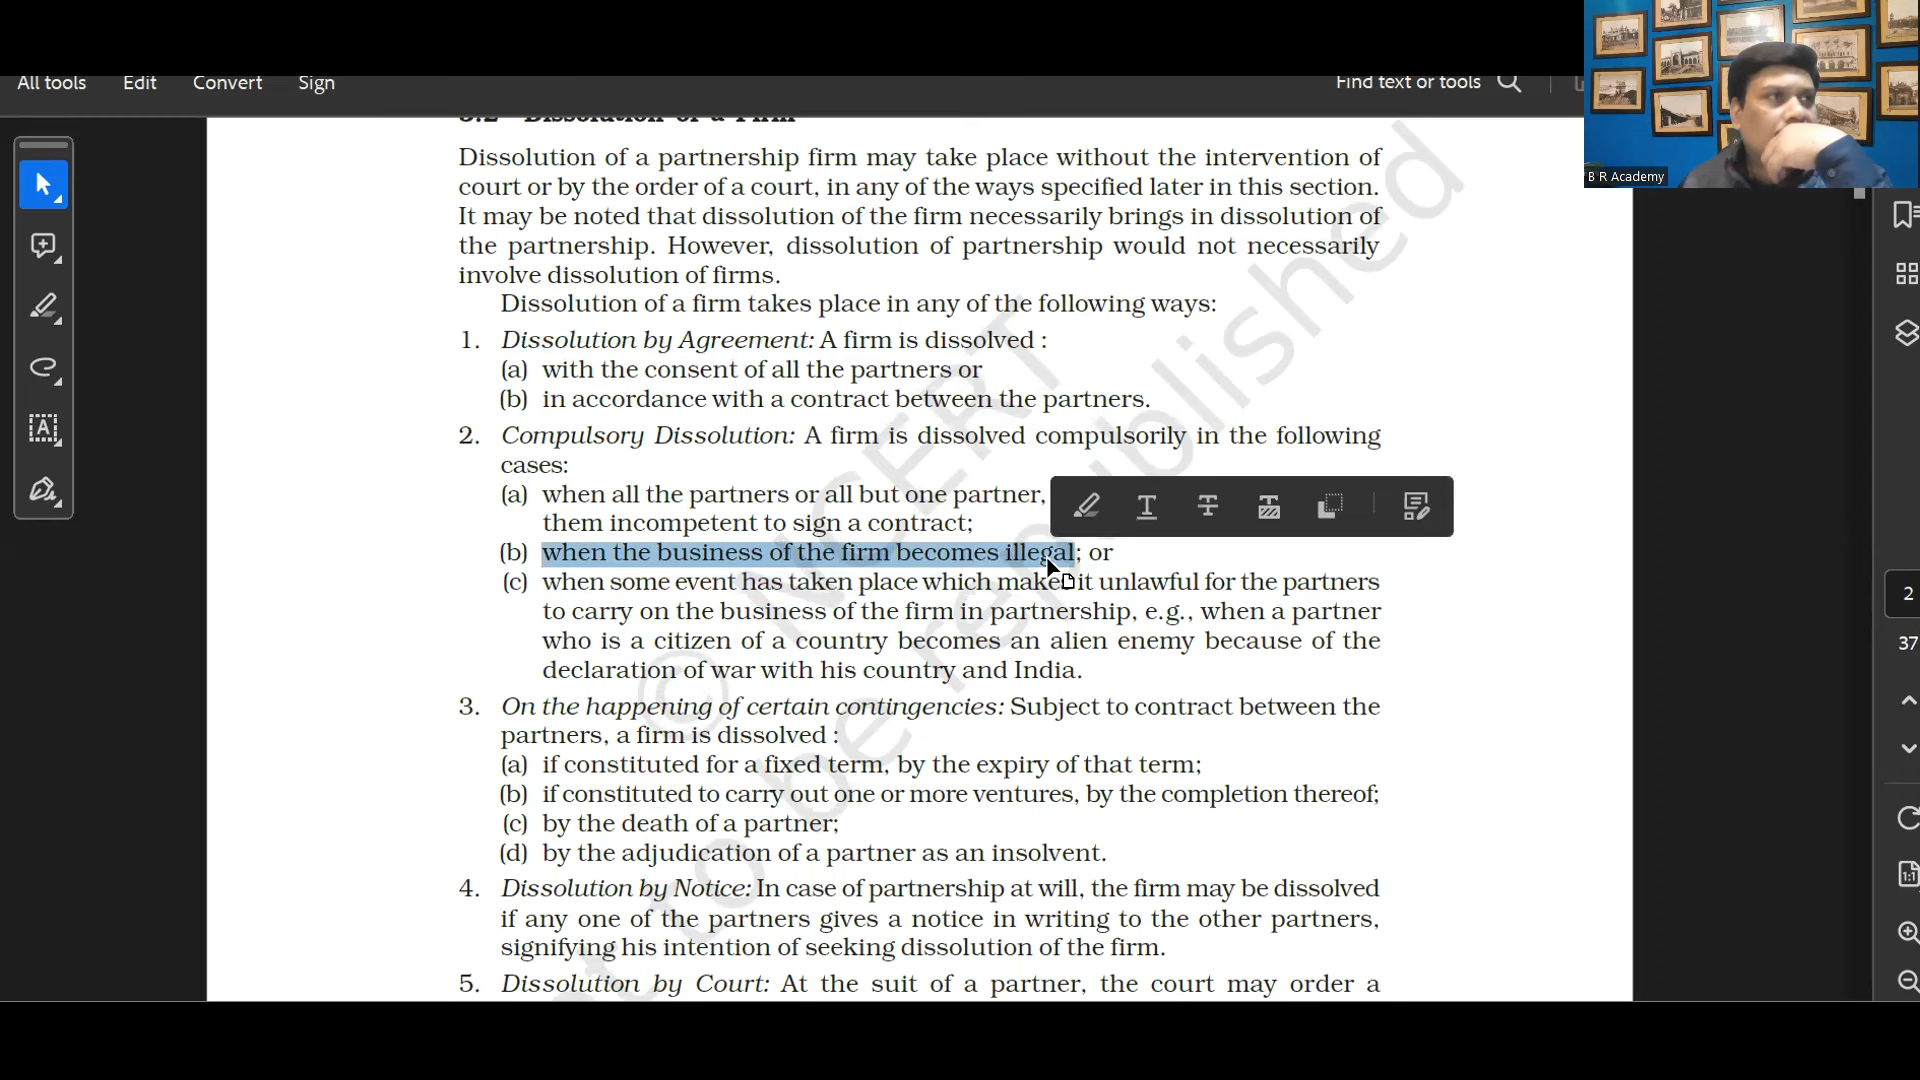 All tools Edit Convert Sign Find text or tools
B R Academy
5.2 Dissolution of a Firm
Dissolution of a partnership firm may take place without the intervention of
court or by the order of a court, in any of the ways specified later in this section.
It may be noted that dissolution of the firm necessarily brings in dissolution of
the partnership. However, dissolution of partnership would not necessarily
involve dissolution of firms.
Dissolution of a firm takes place in any of the following ways:
1. Dissolution by Agreement: A firm is dissolved :
(a) with the consent of all the partners or
(b) in accordance with a contract between the partners.
2. Compulsory Dissolution: A firm is dissolved compulsorily in the following
cases:
(a) when all the partners or all but one partner,
them incompetent to sign a contract;
(b) when the business of the firm becomes illegal; or
(c) when some event has taken place which makes it unlawful for the partners
to carry on the business of the firm in partnership, e.g., when a partner
who is a citizen of a country becomes an alien enemy because of the
declaration of war with his country and India.
3. On the happening of certain contingencies: Subject to contract between the
partners, a firm is dissolved :
(a) if constituted for a fixed term, by the expiry of that term;
(b) if constituted to carry out one or more ventures, by the completion thereof;
(c) by the death of a partner;
(d) by the adjudication of a partner as an insolvent.
4. Dissolution by Notice: In case of partnership at will, the firm may be dissolved
if any one of the partners gives a notice in writing to the other partners,
signifying his intention of seeking dissolution of the firm.
5. Dissolution by Court: At the suit of a partner, the court may order a
© NCERT
not to be republished
2
37